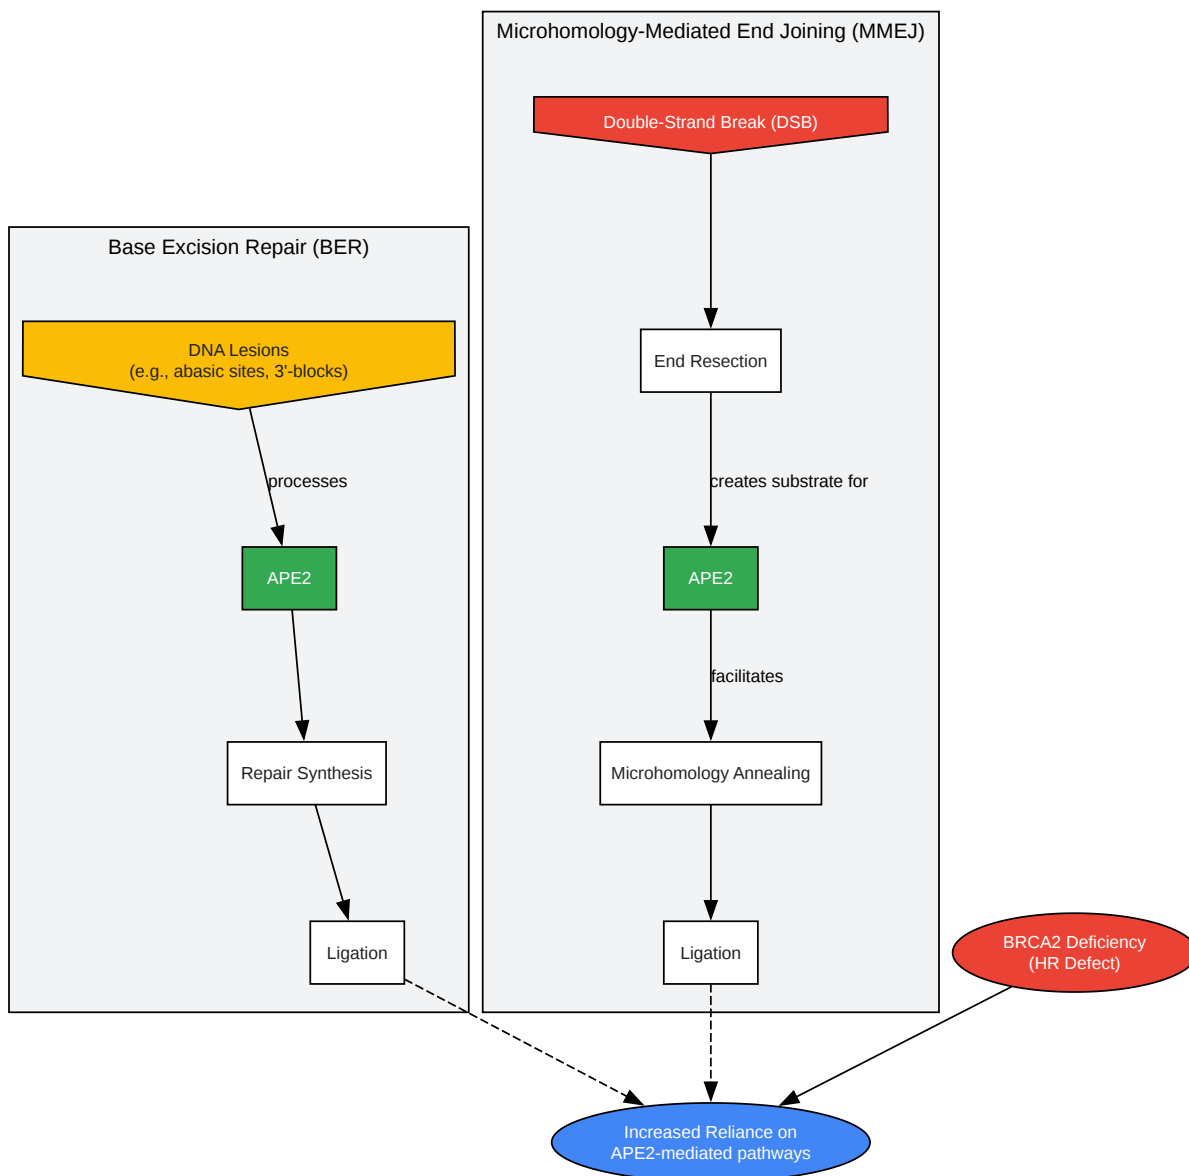 Microhomology-Mediated End Joining (MMEJ)
Double-Strand Break (DSB)
End Resection
creates substrate for
APE2
facilitates
Microhomology Annealing
Ligation
Base Excision Repair (BER)
DNA Lesions
(e.g., abasic sites, 3'-blocks)
processes
APE2
Repair Synthesis
Ligation
BRCA2 Deficiency
(HR Defect)
Increased Reliance on
APE2-mediated pathways